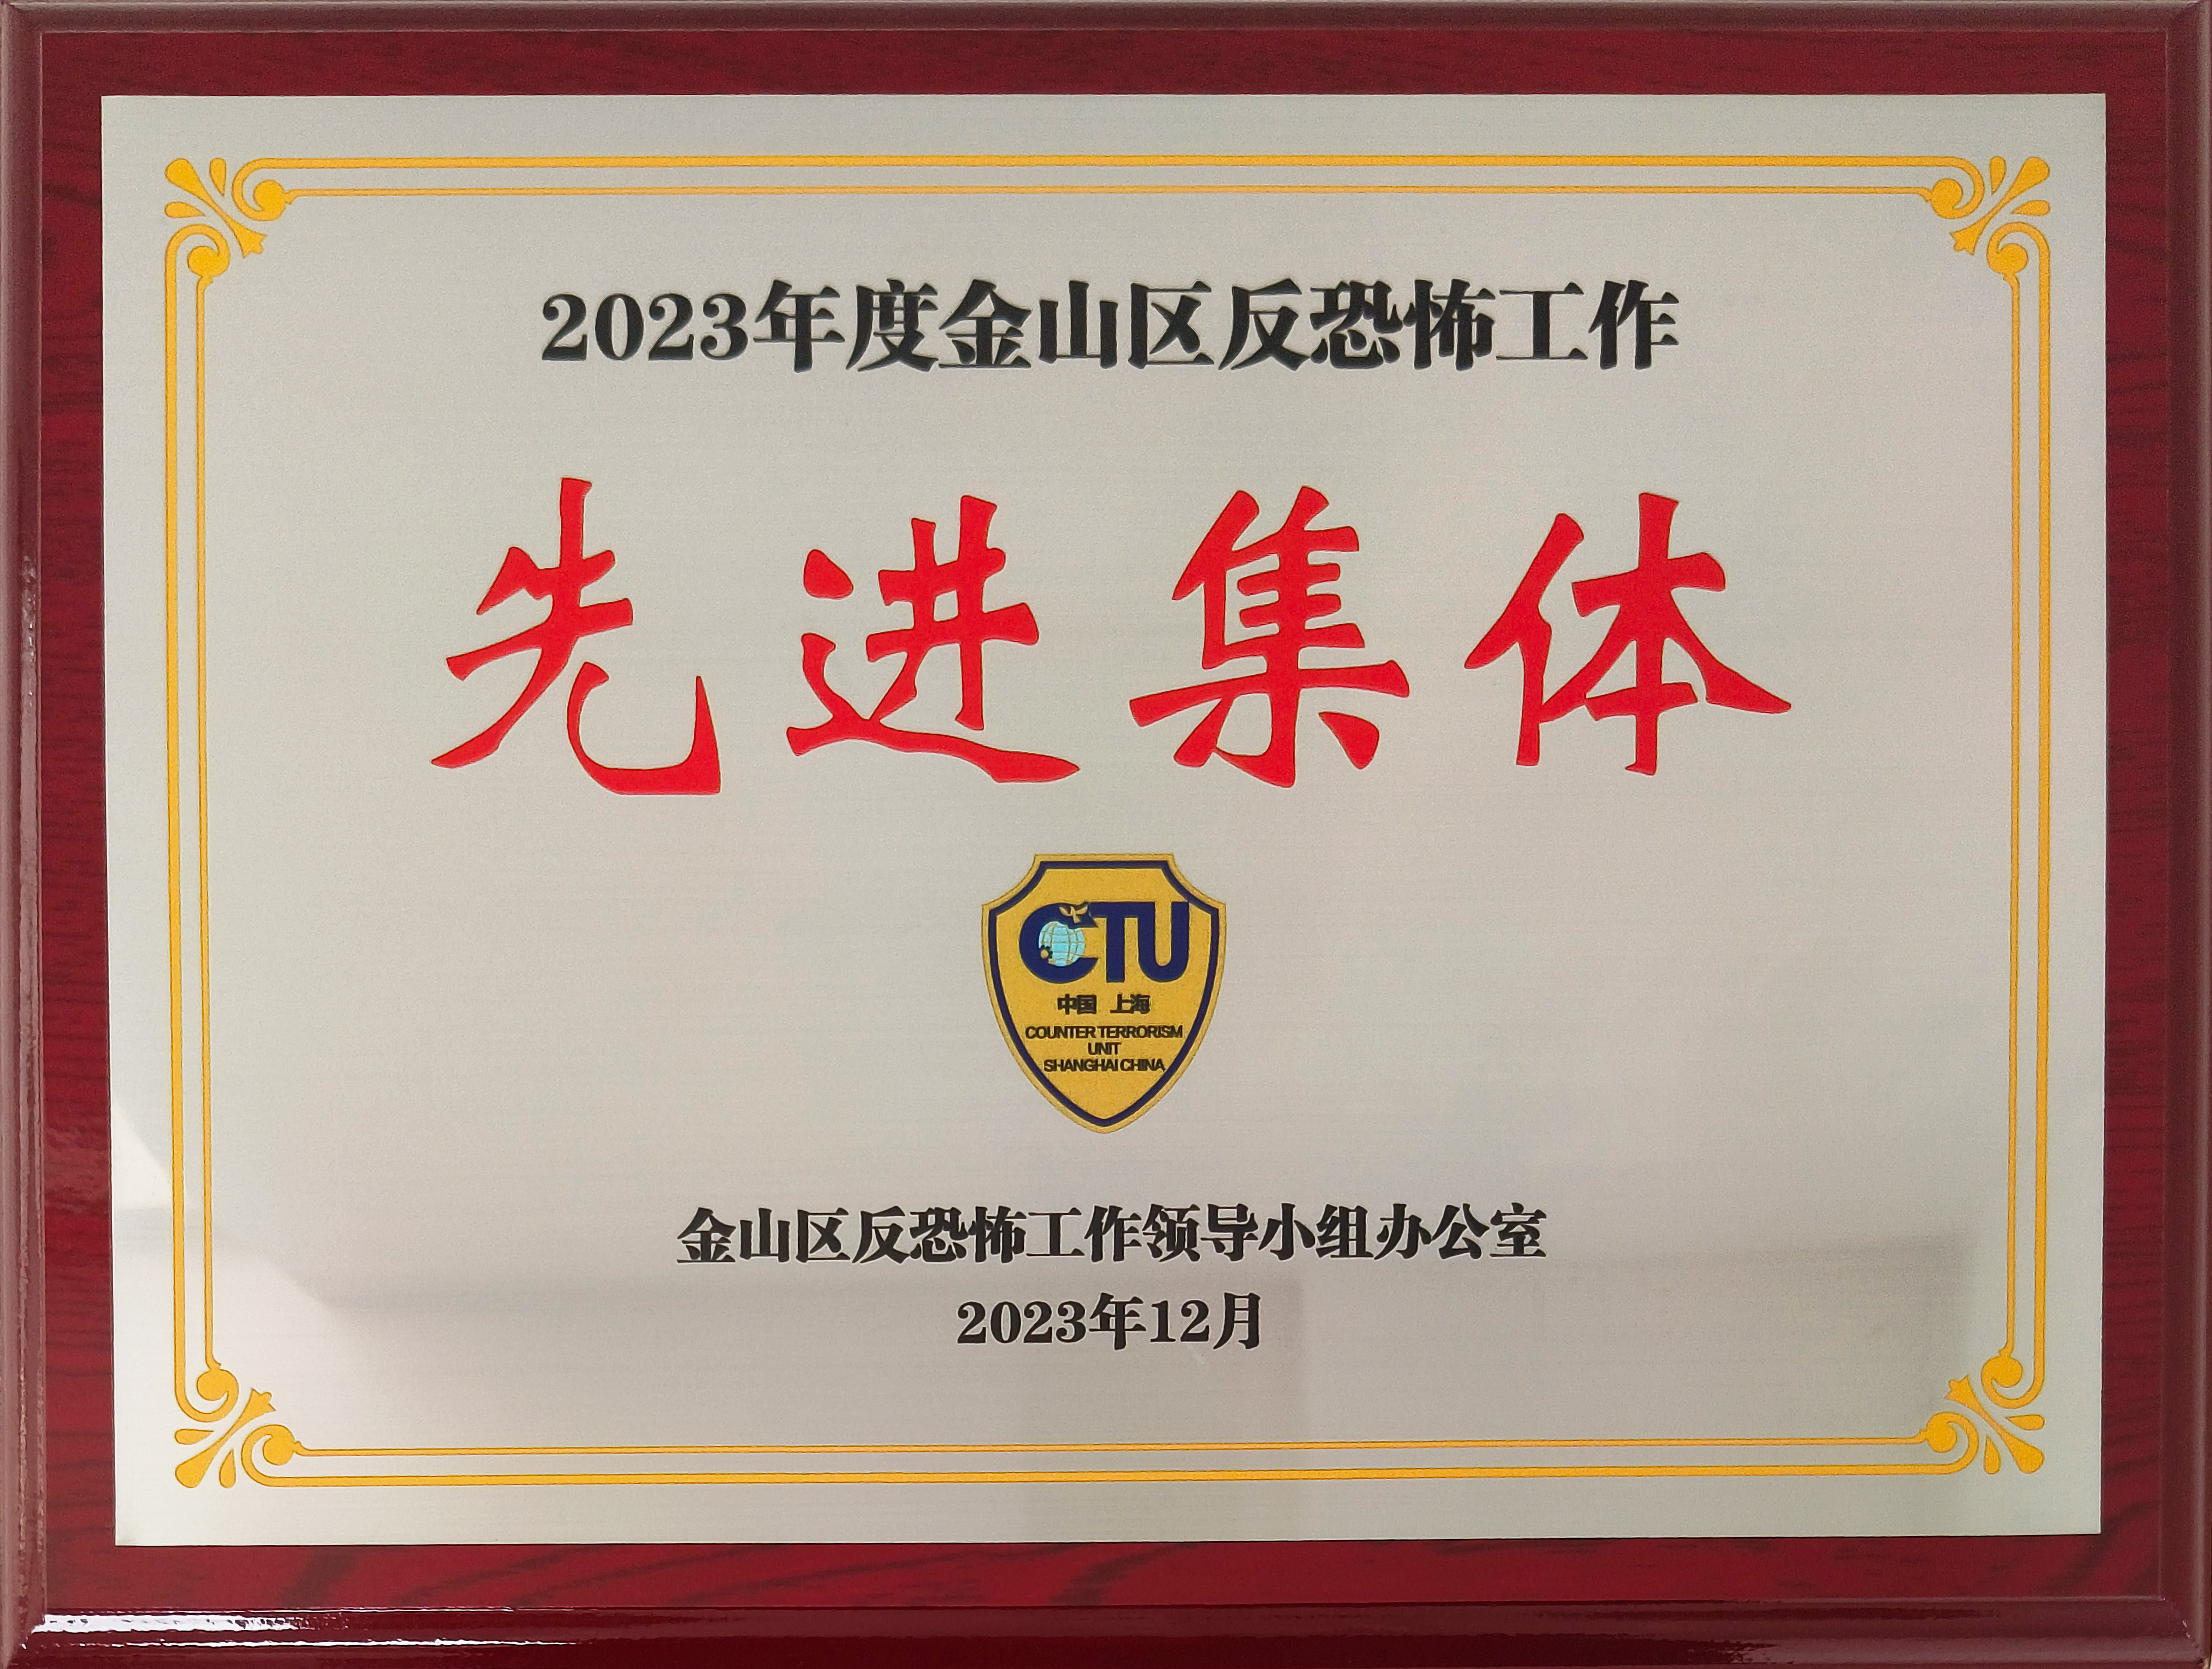 2023年度金山区反恐怖工作
先进集体
CTU
中国 上海
COUNTER TERRORISM
UNIT
SHANGHAI CHINA
金山区反恐怖工作领导小组办公室
2023年12月